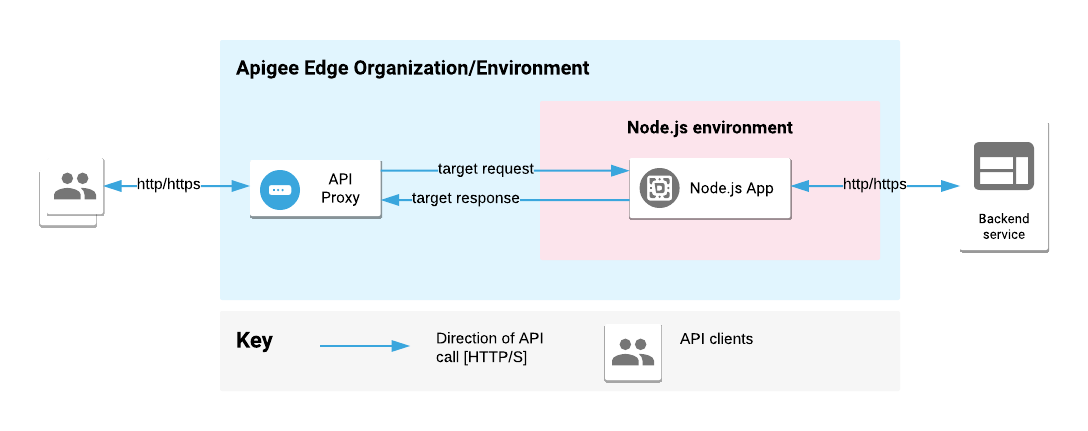 Apigee Edge Organization/Environment
Node.js environment
http/https
API
Proxy
target request
target response
Node.js App
http/https
Backend
service
Key
Direction of API
call [HTTP/S]
API clients